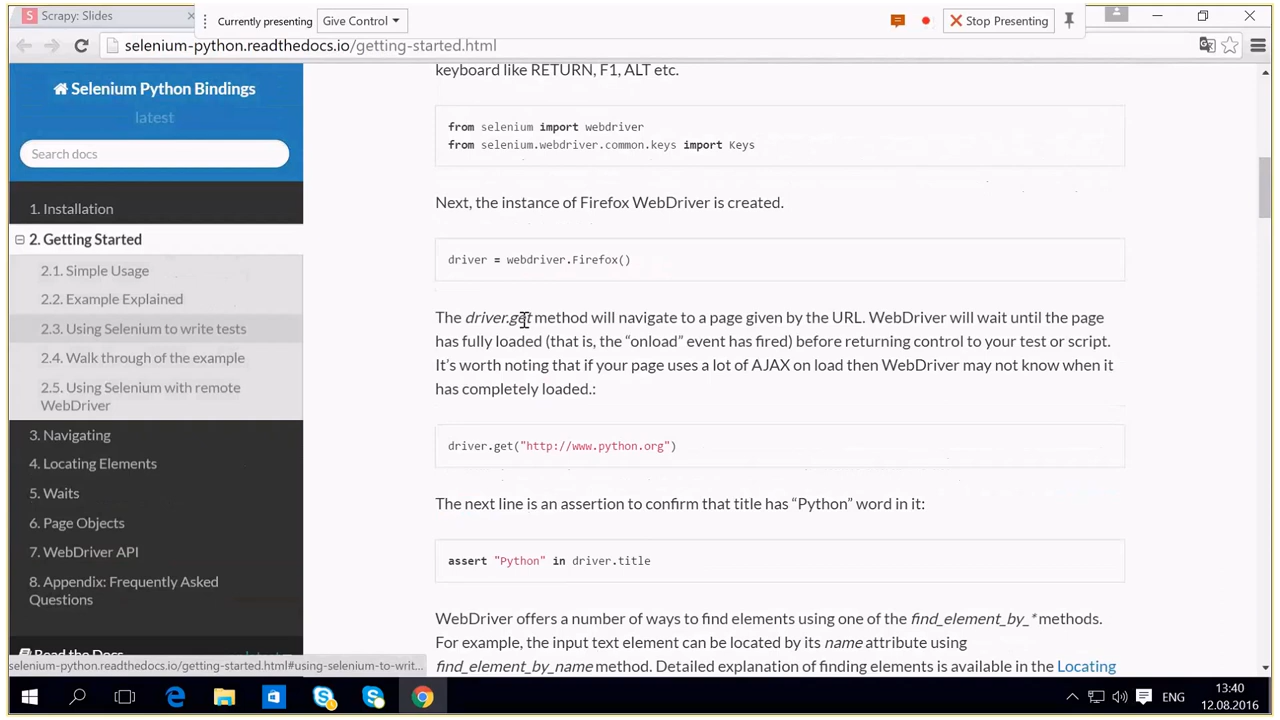 Scrapy: Slides
Currently presenting
Give Control
Stop Presenting
selenium-python.readthedocs.io/getting-started.html
Selenium Python Bindings
latest
Search docs
1. Installation
2. Getting Started
2.1. Simple Usage
2.2. Example Explained
2.3. Using Selenium to write tests
2.4. Walk through of the example
2.5. Using Selenium with remote
WebDriver
3. Navigating
4. Locating Elements
5. Waits
6. Page Objects
7. WebDriver API
8. Appendix: Frequently Asked
Questions
Read the Docs
selenium-python.readthedocs.io/getting-started.html#using-selenium-to-writ...
keyboard like RETURN, F1, ALT etc.
from selenium import webdriver
from selenium.webdriver.common.keys import Keys
Next, the instance of Firefox WebDriver is created.
driver = webdriver.Firefox()
The driver.get method will navigate to a page given by the URL. WebDriver will wait until the page
has fully loaded (that is, the “onload” event has fired) before returning control to your test or script.
It’s worth noting that if your page uses a lot of AJAX on load then WebDriver may not know when it
has completely loaded.:
driver.get("http://www.python.org")
The next line is an assertion to confirm that title has “Python” word in it:
assert "Python" in driver.title
WebDriver offers a number of ways to find elements using one of the find_element_by_* methods.
For example, the input text element can be located by its name attribute using
find_element_by_name method. Detailed explanation of finding elements is available in the Locating
ENG
13:40
12.08.2016